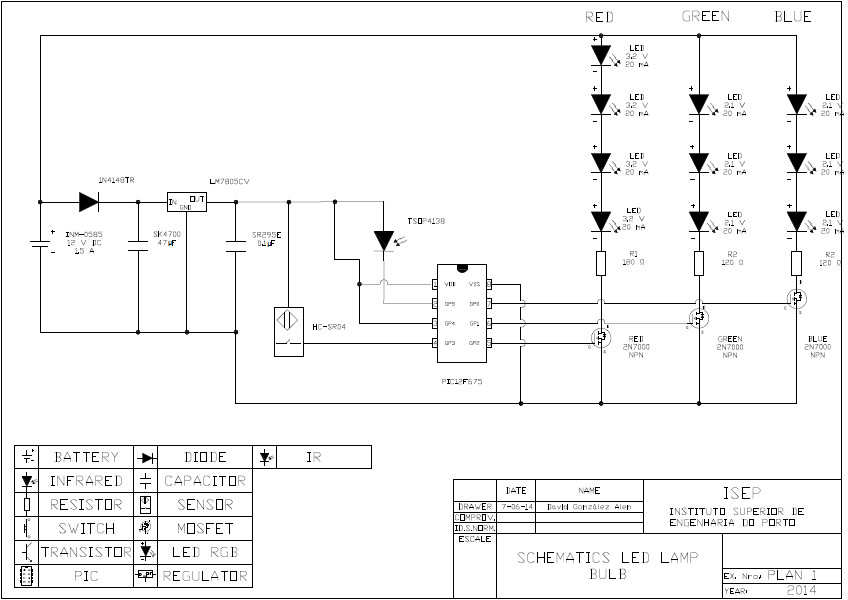 RED GREEN BLUE
LED
3,2 V
20 mA
LED
3,2 V
20 mA
LED
2,1 V
20 mA
LED
2,1 V
20 mA
LED
3,2 V
20 mA
LED
2,1 V
20 mA
LED
2,1 V
20 mA
LED
3,2 V
20 mA
LED
2,1 V
20 mA
LED
2,1 V
20 mA
1N4148TR
LM7805CV
IN OUT
GND
TSOP4138
INM-0585
12 V DC
1.5 A
SK4700
47µF
SR295E
0.1µF
R1
180 Ω
R2
120 Ω
R2
120 Ω
VDD VSS
GP5 GP0
GP4 GP1
GP3 GP2
HC-SR04
PIC12F675
RED
2N7000
NPN
GREEN
2N7000
NPN
BLUE
2N7000
NPN
BATTERY DIODE IR
INFRARED CAPACITOR
RESISTOR SENSOR
SWITCH MOSFET
TRANSISTOR LED RGB
PIC REGULATOR
DATE NAME
DRAWER 7-06-14 David González Alen
COMPROV.
ID.S.NORM.
ESCALE
ISEP
INSTITUTO SUPERIOR DE
ENGENHARIA DO PORTO
SCHEMATICS LED LAMP
BULB
EX. Nro: PLAN 1
YEAR: 2014